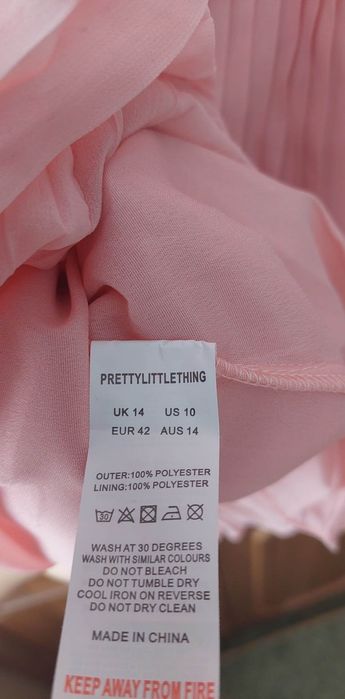 PRETTYLITTLETHING
UK 14 US 10
EUR 42 AUS 14
OUTER:100% POLYESTER
LINING:100% POLYESTER
30
WASH AT 30 DEGREES
WASH WITH SIMILAR COLOURS
DO NOT BLEACH
DO NOT TUMBLE DRY
COOL IRON ON REVERSE
DO NOT DRY CLEAN
MADE IN CHINA
KEEP AWAY FROM FIRE